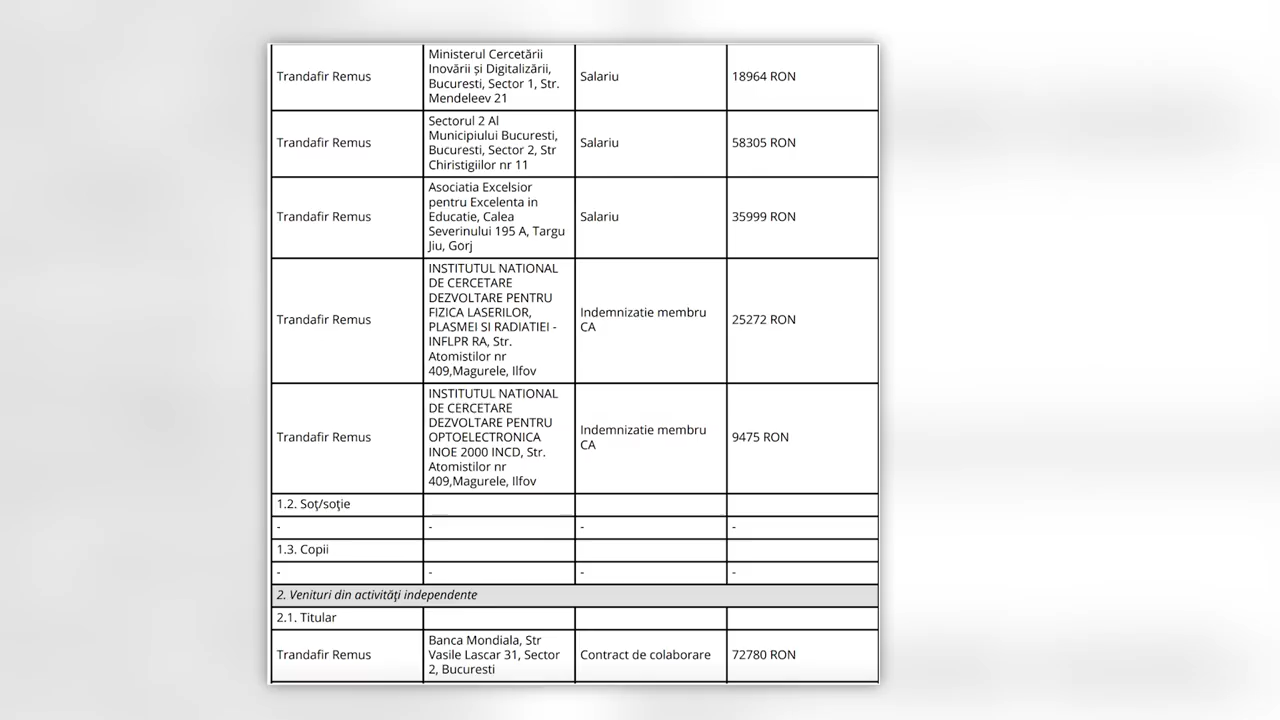 Trandafir Remus
Ministerul Cercetării
Inovării și Digitalizării,
Bucuresti, Sector 1, Str.
Mendeleev 21
Salariu
18964 RON
Trandafir Remus
Sectorul 2 Al
Municipiului Bucuresti,
Bucuresti, Sector 2, Str
Chiristigiilor nr 11
Salariu
58305 RON
Trandafir Remus
Asociatia Excelsior
pentru Excelenta in
Educatie, Calea
Severinului 195 A, Targu
Jiu, Gorj
Salariu
35999 RON
Trandafir Remus
INSTITUTUL NATIONAL
DE CERCETARE
DEZVOLTARE PENTRU
FIZICA LASERILOR,
PLASMEI SI RADIATIEI -
INFLPR RA, Str.
Atomistilor nr
409,Magurele, Ilfov
Indemnizatie membru
CA
25272 RON
Trandafir Remus
INSTITUTUL NATIONAL
DE CERCETARE
DEZVOLTARE PENTRU
OPTOELECTRONICA
INOE 2000 INCD, Str.
Atomistilor nr
409,Magurele, Ilfov
Indemnizatie membru
CA
9475 RON
1.2. Soţ/soţie
- - - -
1.3. Copii
- - - -
2. Venituri din activităţi independente
2.1. Titular
Trandafir Remus
Banca Mondiala, Str
Vasile Lascar 31, Sector
2, Bucuresti
Contract de colaborare
72780 RON